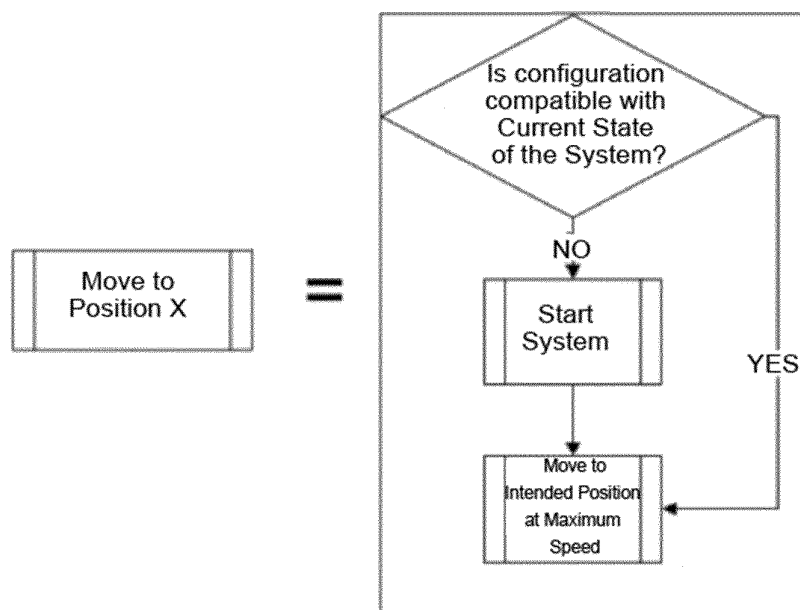 Is configuration
compatible with
Current State
of the System?
NO
Move to
Position X
=
Start
System
YES
Move to
Intended Position
at Maximum
Speed